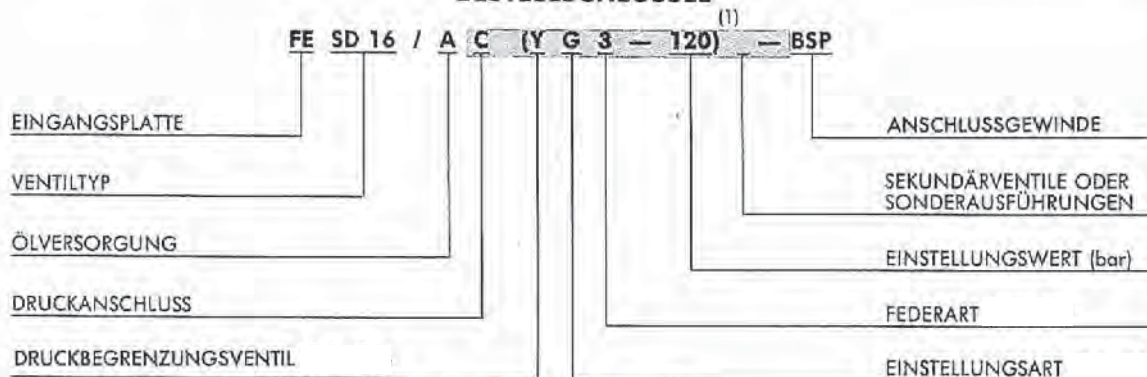 (1)
FE SD 16 / A C (Y G 3 — 120) _ — BSP
EINGANGSPLATTE
ANSCHLUSSGEWINDE
VENTILTYP
SEKUNDÄRVENTILE ODER
SONDERAUSFÜHRUNGEN
ÖLVERSORGUNG
EINSTELLUNGSWERT (bar)
DRUCKANSCHLUSS
FEDERART
DRUCKBEGRENZUNGSVENTIL
EINSTELLUNGSART